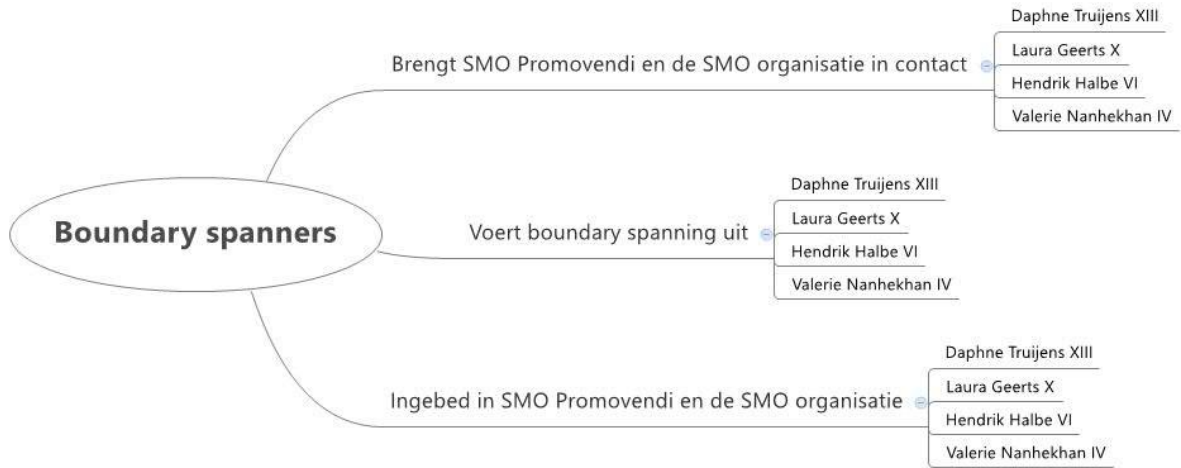 Boundary spanners
Brengt SMO Promovendi en de SMO organisatie in contact
Daphne Truijens XIII
Laura Geerts X
Hendrik Halbe VI
Valerie Nanhekhan IV
Voert boundary spanning uit
Daphne Truijens XIII
Laura Geerts X
Hendrik Halbe VI
Valerie Nanhekhan IV
Ingebed in SMO Promovendi en de SMO organisatie
Daphne Truijens XIII
Laura Geerts X
Hendrik Halbe VI
Valerie Nanhekhan IV